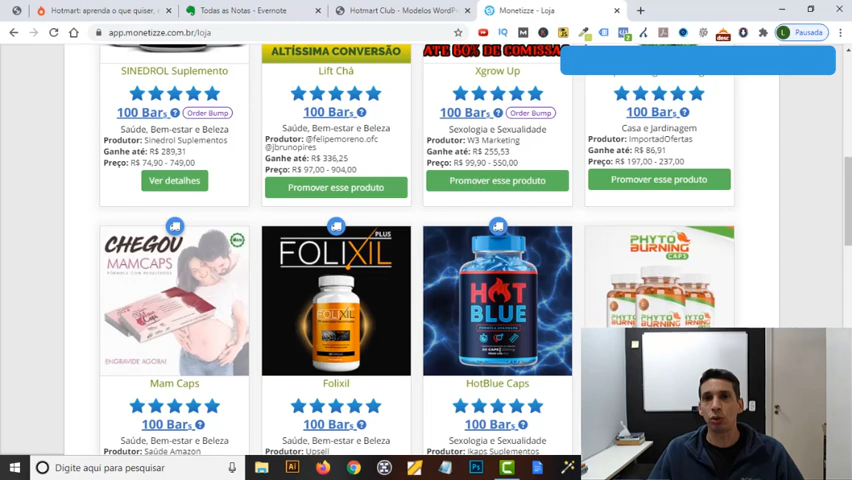 Hotmart: aprenda o que quiser, c
Todas as Notas - Evernote
Hotmart Club - Modelos WordPr
Monetizze - Loja
app.monetizze.com.br/loja
Pausada
ALTÍSSIMA CONVERSÃO
ATÉ 80% DE COMISSÃO
SINEDROL Suplemento
100 Bars
Order Bump
Saúde, Bem-estar e Beleza
Produtor: Sinedrol Suplementos
Ganhe até: R$ 289,31
Preço: R$ 74,90 - 749,00
Ver detalhes
Lift Chá
100 Bars
Saúde, Bem-estar e Beleza
Produtor: @felipemoreno.ofc
@jbrunopires
Ganhe até: R$ 336,25
Preço: R$ 97,00 - 904,00
Promover esse produto
Xgrow Up
100 Bars
Order Bump
Sexologia e Sexualidade
Produtor: W3 Marketing
Ganhe até: R$ 255,53
Preço: R$ 99,90 - 550,00
Promover esse produto
100 Bars
Casa e Jardinagem
Produtor: ImportadOfertas
Ganhe até: R$ 86,91
Preço: R$ 197,00 - 237,00
Promover esse produto
CHEGOU
MAMCAPS
FÓRMULA COM RESULTADOS
ENGRAVIDE AGORA!
Mam Caps
100 Bars
Saúde, Bem-estar e Beleza
Produtor: Saúde Amazon
PLUS
FOLIXIL
FOLIXIL
Folixil
100 Bars
Saúde, Bem-estar e Beleza
Produtor: Upsell
HOT
BLUE
HotBlue Caps
100 Bars
Sexologia e Sexualidade
Produtor: Ikaps Suplementos
PHYTO
BURNING
CAPS
Digite aqui para pesquisar